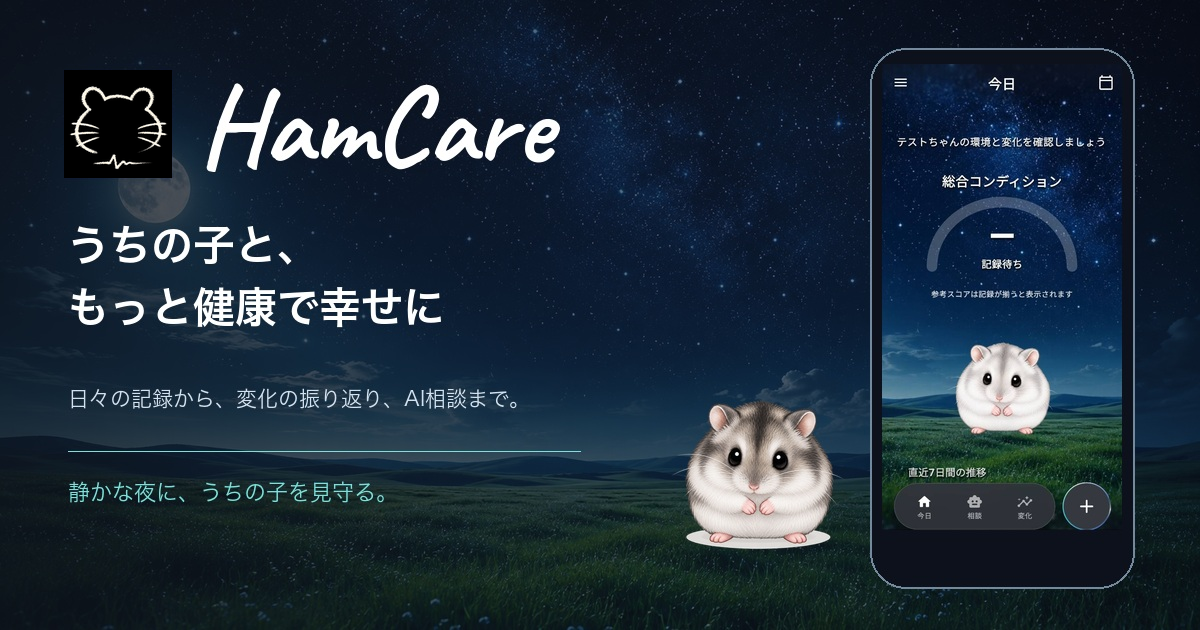 HamCare
うちの子と、
もっと健康で幸せに
日々の記録から、変化の振り返り、AI相談まで。
静かな夜に、うちの子を見守る。
今日
テストちゃんの環境と変化を確認しましょう
総合コンディション
記録待ち
参考スコアは記録が揃うと表示されます
直近7日間の推移
今日
相談
変化